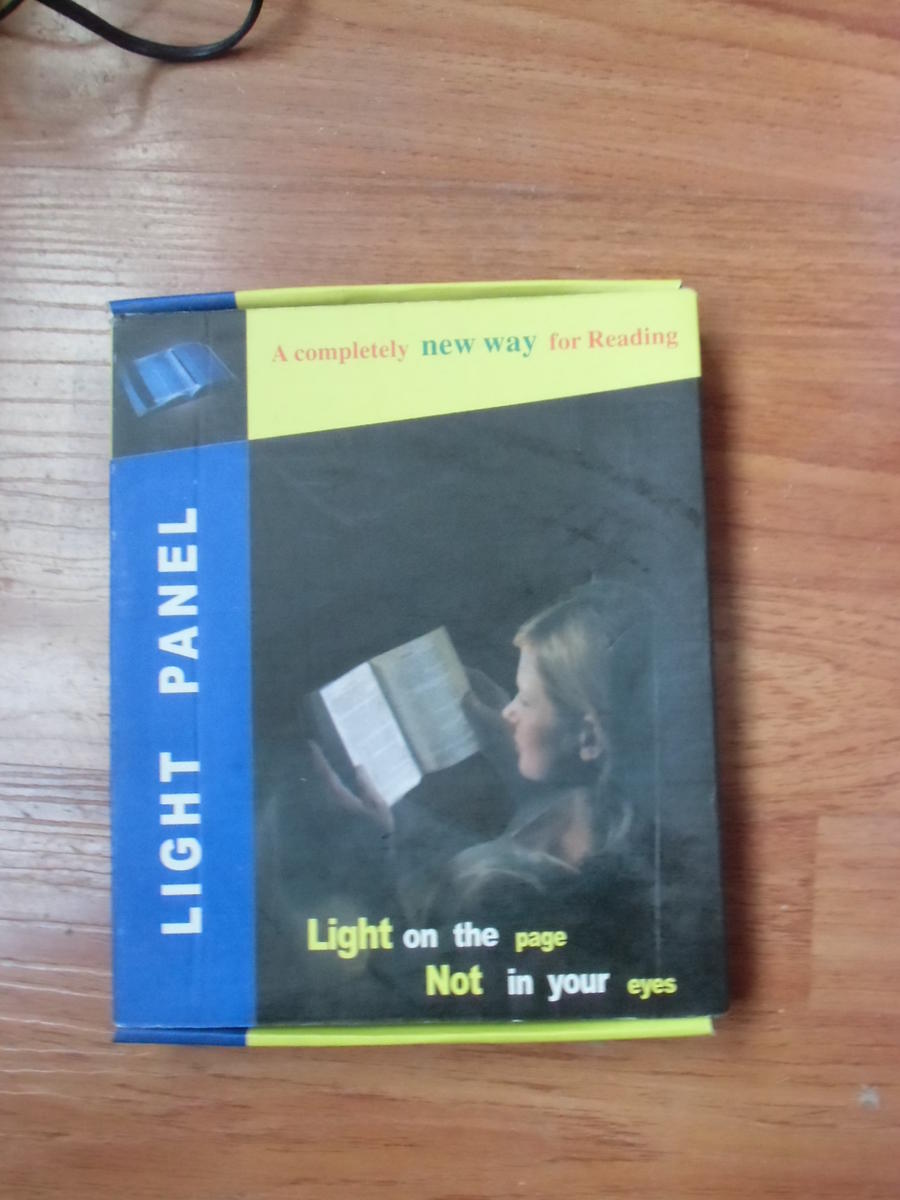 A completely new way for Reading
LIGHT PANEL
Light on the page
Not in your eyes